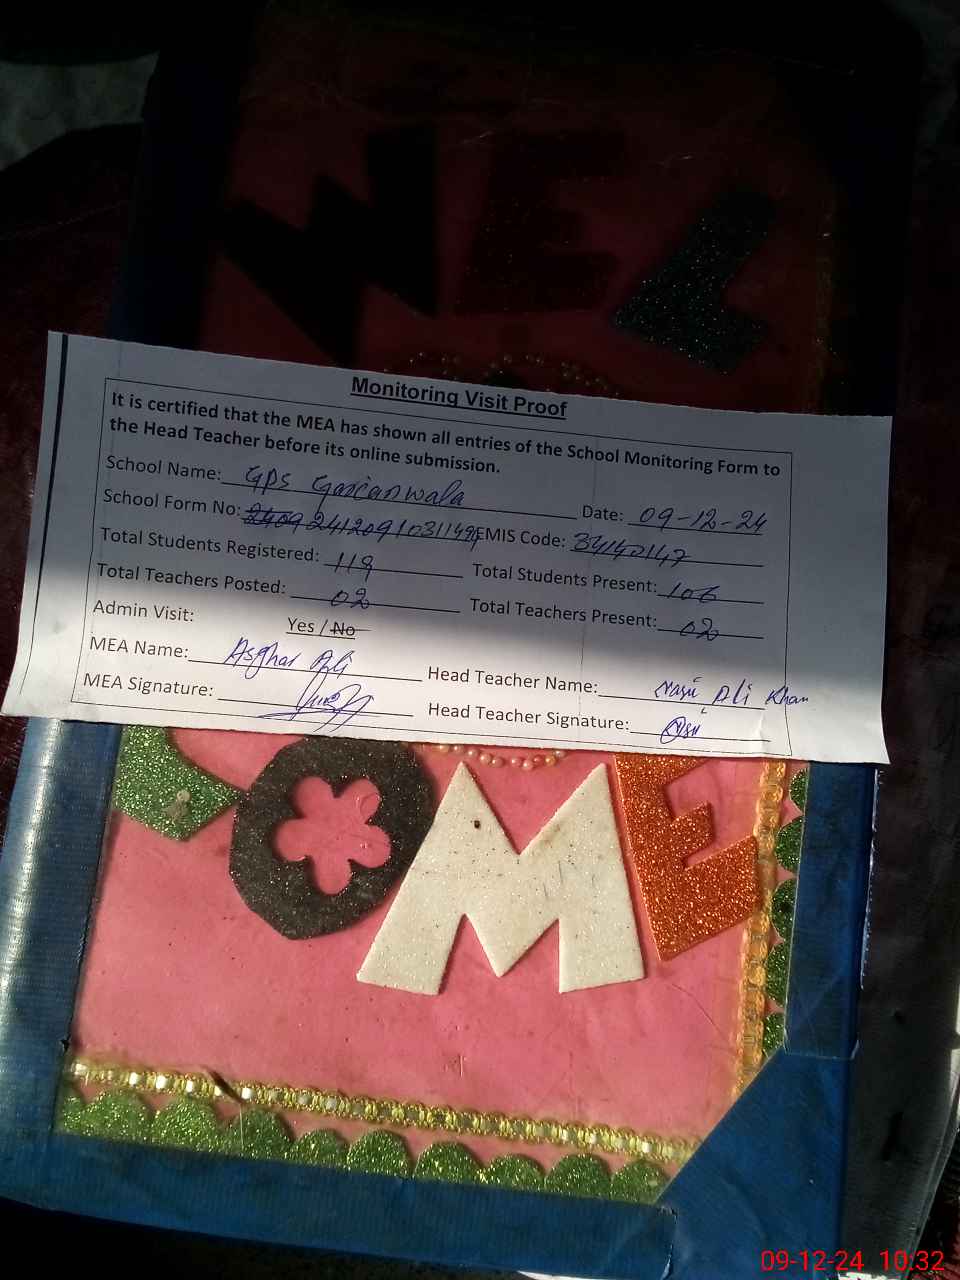 WEL
Monitoring Visit Proof
It is certified that the MEA has shown all entries of the School Monitoring Form to
the Head Teacher before its online submission.
School Name: GPS
Date: 09-12-24
School Form No:
EMIS Code: 34140147
Total Students Registered: 119
Total Students Present: 106
Total Teachers Posted: 02
Total Teachers Present: 02
Admin Visit: Yes / No
MEA Name: Asghar Ali
Head Teacher Name: Ali Khan
MEA Signature:
Head Teacher Signature:
COME
09-12-24 10:32